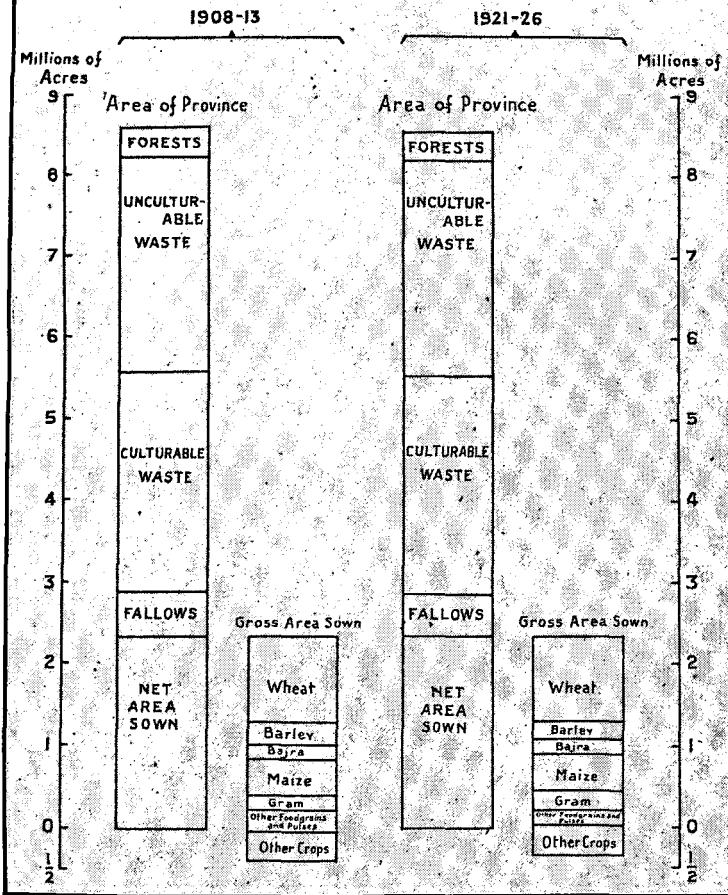 1908-13
1921-26
Millions of
Acres
Millions of
Acres
9
8
7
6
5
4
3
2
1
0
1/2
Area of Province
FORESTS
UNCULTUR-
ABLE
WASTE
CULTURABLE
WASTE
FALLOWS
NET
AREA
SOWN
Gross Area Sown
Wheat
Barley
Bajra
Maize
Gram
Other Foodgrains
and Pulses
Other Crops
Area of Province
FORESTS
UNCULTUR-
ABLE
WASTE
CULTURABLE
WASTE
FALLOWS
NET
AREA
SOWN
Gross Area Sown
Wheat.
Barley
Bajra
Maize
Gram
Other Foodgrains and
Pulses
Other Crops
9
8
7
6
5
4
3
2
1
0
1/2